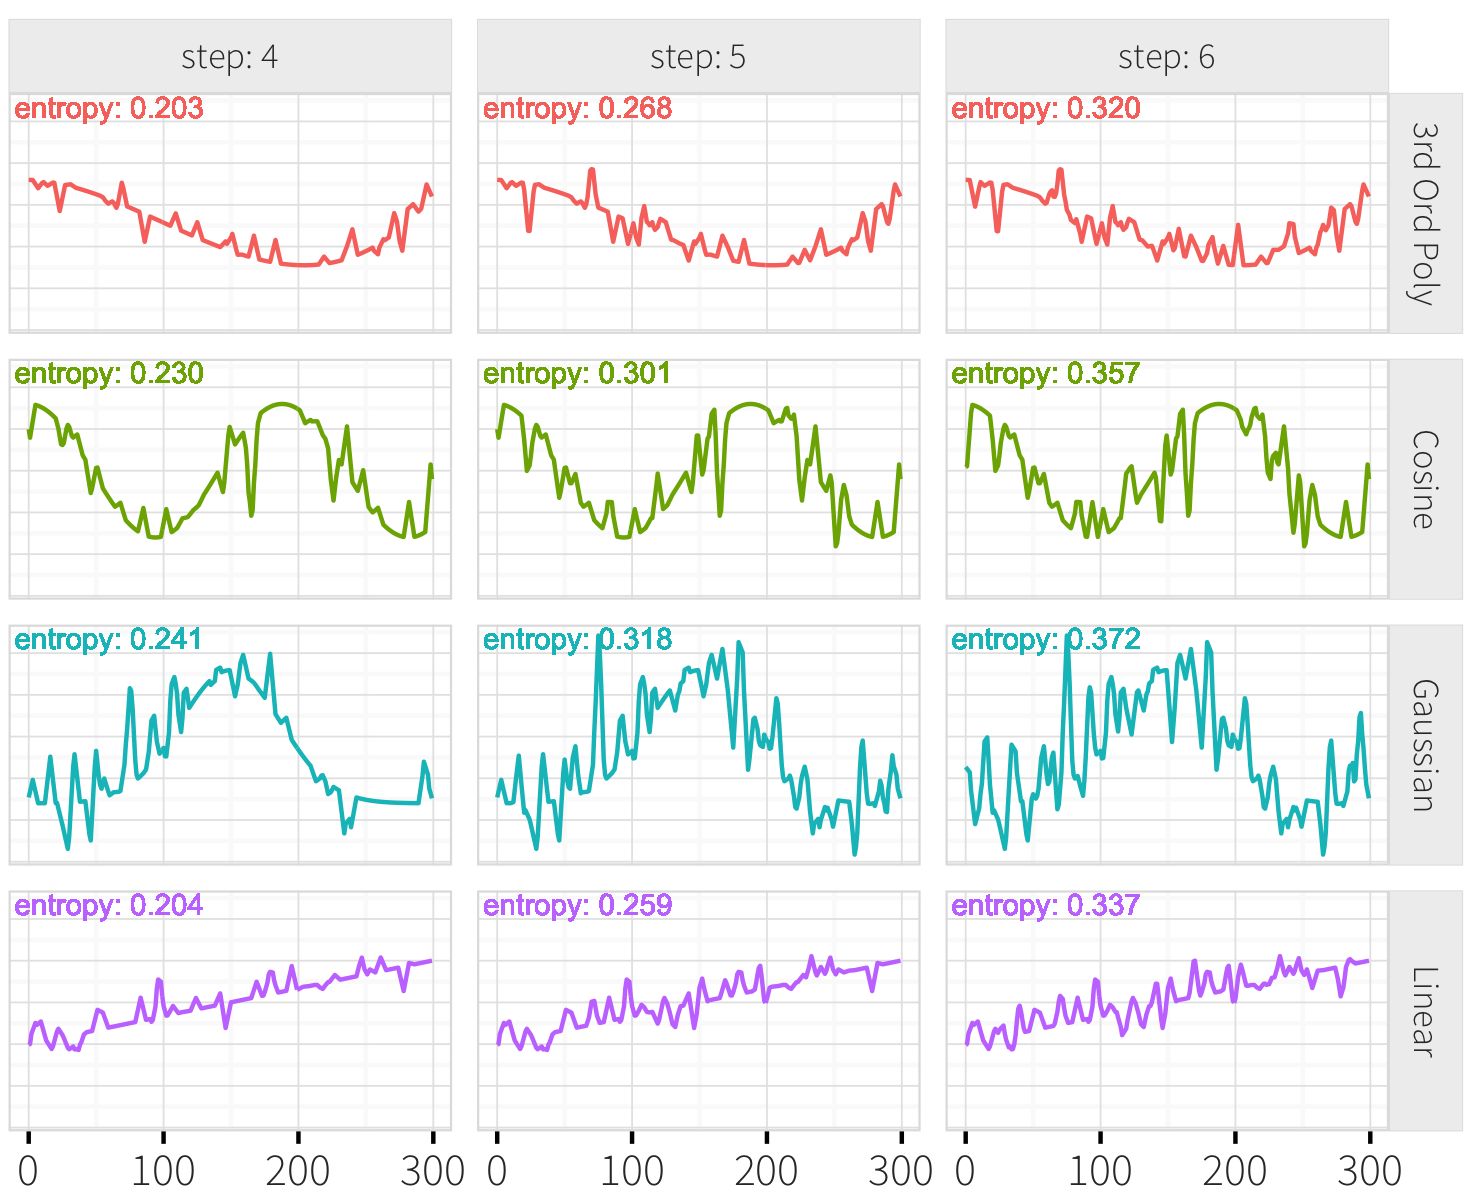 step: 4 step: 5 step: 6
entropy: 0.203 entropy: 0.268 entropy: 0.320
3rd Ord Poly
entropy: 0.230 entropy: 0.301 entropy: 0.357
Cosine
entropy: 0.241 entropy: 0.318 entropy: 0.372
Gaussian
entropy: 0.204 entropy: 0.259 entropy: 0.337
Linear
0 100 200 300 0 100 200 300 0 100 200 300